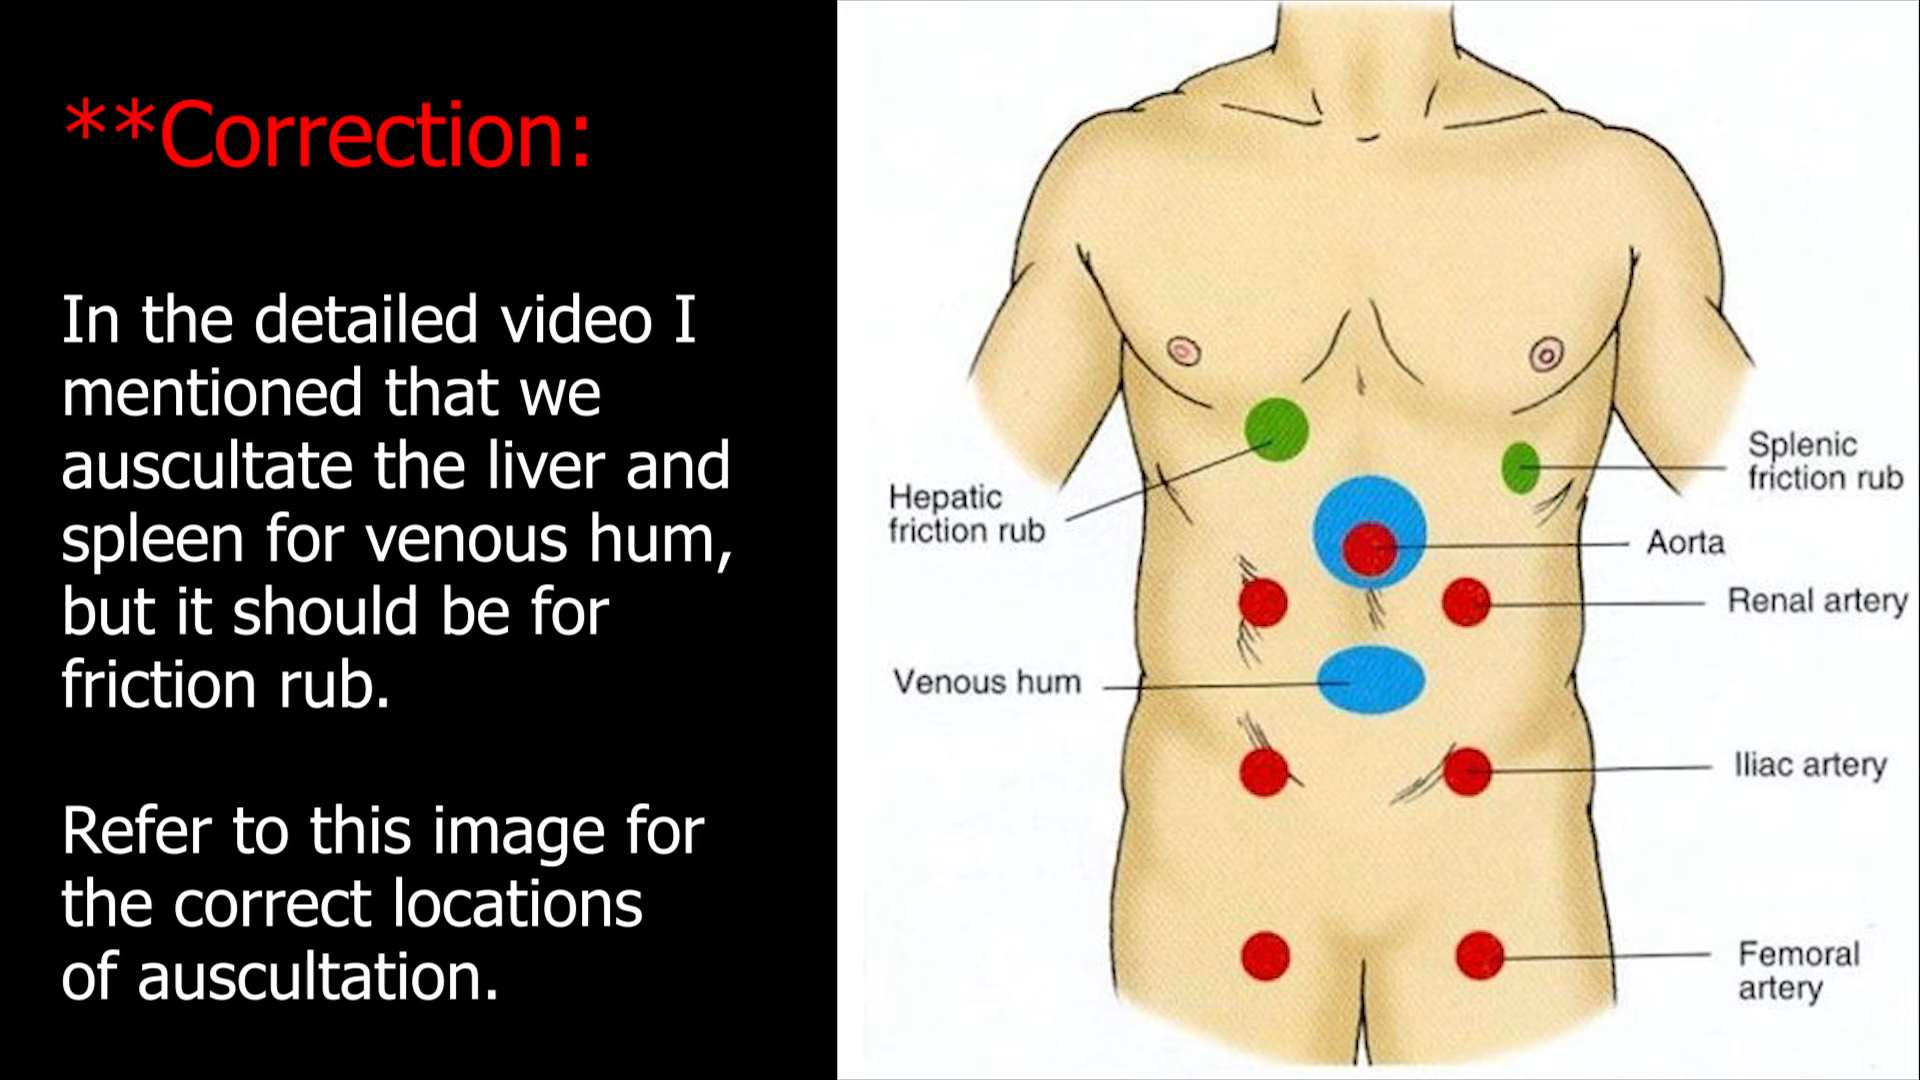 **Correction:
In the detailed video I
mentioned that we
auscultate the liver and
spleen for venous hum,
but it should be for
friction rub.
Refer to this image for
the correct locations
of auscultation.
Hepatic
friction rub
Venous hum
Splenic
friction rub
Aorta
Renal artery
Iliac artery
Femoral
artery